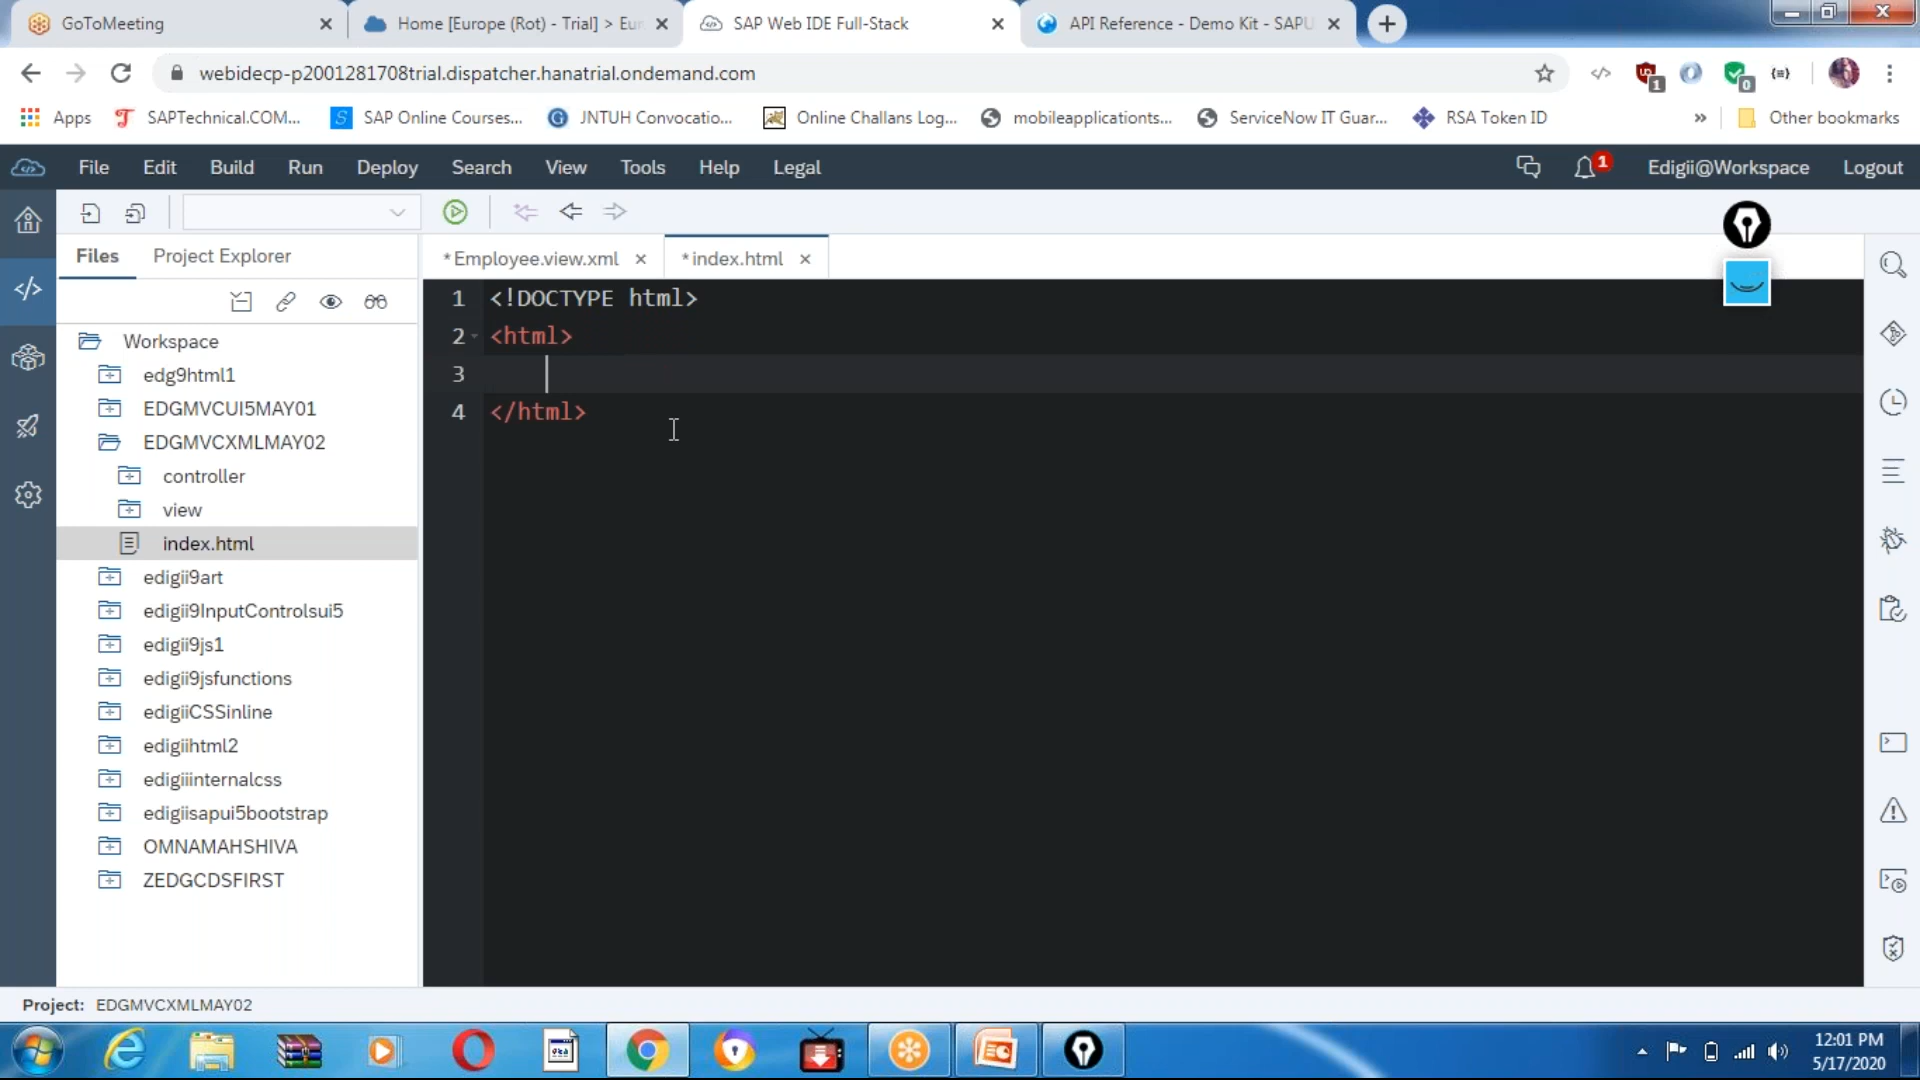 GoToMeeting
Home [Europe (Rot) - Trial] > Eur
SAP Web IDE Full-Stack
API Reference - Demo Kit - SAPU
webidecp-p2001281708trial.dispatcher.hanatrial.ondemand.com
1
0
Apps
SAPTechnical.COM...
SAP Online Courses...
JNTUH Convocatio...
Online Challans Log...
mobileapplicationts...
ServiceNow IT Guar...
RSA Token ID
»
Other bookmarks
File Edit Build Run Deploy Search View Tools Help Legal
1
Edigii@Workspace
Logout
Files
Project Explorer
*Employee.view.xml
*index.html
1 <!DOCTYPE html>
2 <html>
3
4 </html>
Workspace
edg9html1
EDGMVCUI5MAY01
EDGMVCXMLMAY02
controller
view
index.html
edigii9art
edigii9InputControlsui5
edigii9js1
edigii9jsfunctions
edigiiCSSinline
edigiihtml2
edigiiinternalcss
edigiisapui5bootstrap
OMNAMAHSHIVA
ZEDGCDSFIRST
Project: EDGMVCXMLMAY02
12:01 PM
5/17/2020